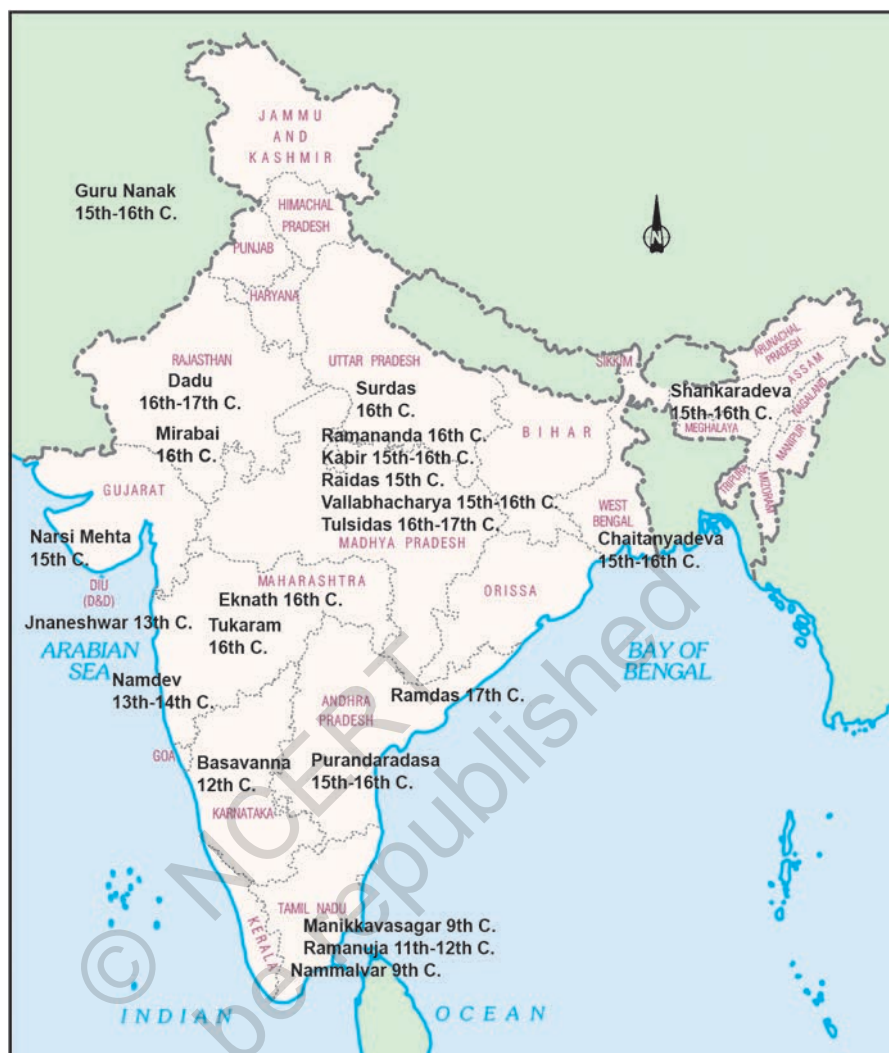 JAMMU
AND
KASHMIR
Guru Nanak
15th-16th C.
HIMACHAL
PRADESH
N
PUNJAB
HARYANA
RAJASTHAN
Dadu
16th-17th C.
Mirabai
16th C.
UTTAR PRADESH
Surdas
16th C.
Ramananda 16th C.
Kabir 15th-16th C.
Raidas 15th C.
Vallabhacharya 15th-16th C.
Tulsidas 16th-17th C.
MADHYA PRADESH
BIHAR
SIKKIM
ARUNACHAL
PRADESH
ASSAM
NAGALAND
Shankaradeva
15th-16th C.
MEGHALAYA
MANIPUR
TRIPURA
MIZORAM
WEST
BENGAL
Chaitanyadeva
15th-16th C.
GUJARAT
Narsi Mehta
15th C.
DIU
(D&D)
Jnaneshwar 13th C.
ARABIAN
SEA
MAHARASHTRA
Eknath 16th C.
Tukaram
16th C.
Namdev
13th-14th C.
ORISSA
BAY OF
BENGAL
Ramdas 17th C.
ANDHRA
PRADESH
GOA
Basavanna
12th C.
Purandaradasa
15th-16th C.
KARNATAKA
TAMIL NADU
Manikkavasagar 9th C.
Ramanuja 11th-12th C.
Nammalvar 9th C.
KERALA
INDIAN OCEAN
© NCERT
be republished